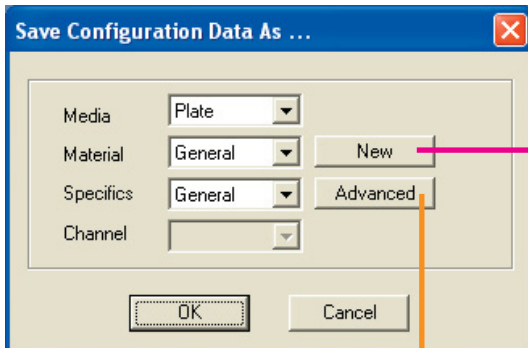 Save Configuration Data As ...
Media Plate
Material General New
Specifics General Advanced
Channel
OK Cancel